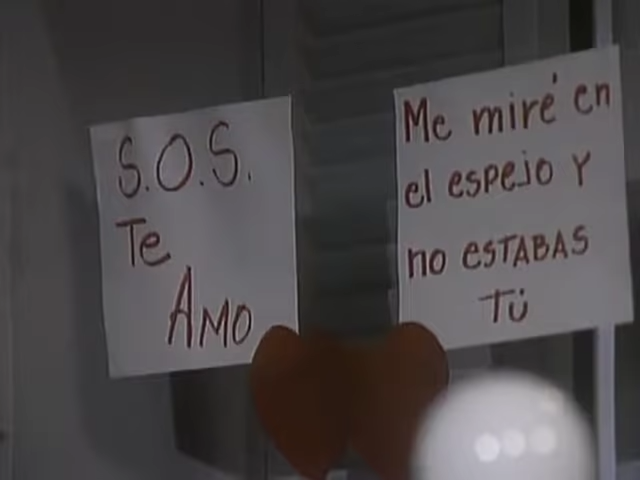 S.O.S.
Te
AMO
Me miré en
el espejo y
no ESTABAS
Tú